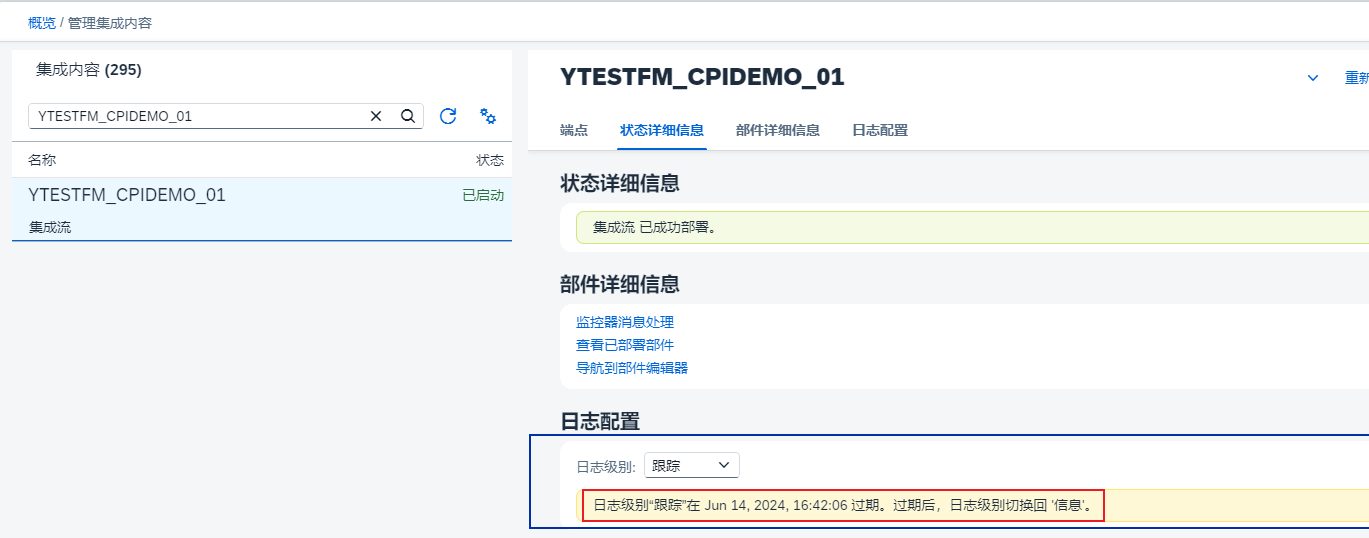 概览 / 管理集成内容
集成内容 (295)
YTESTFM_CPIDEMO_01
名称 状态
YTESTFM_CPIDEMO_01 已启动
集成流
YTESTFM_CPIDEMO_01
重新
端点 状态详细信息 部件详细信息 日志配置
状态详细信息
集成流 已成功部署。
部件详细信息
监控器消息处理
查看已部署部件
导航到部件编辑器
日志配置
日志级别: 跟踪
日志级别“跟踪”在 Jun 14, 2024, 16:42:06 过期。过期后，日志级别切换回 '信息'。